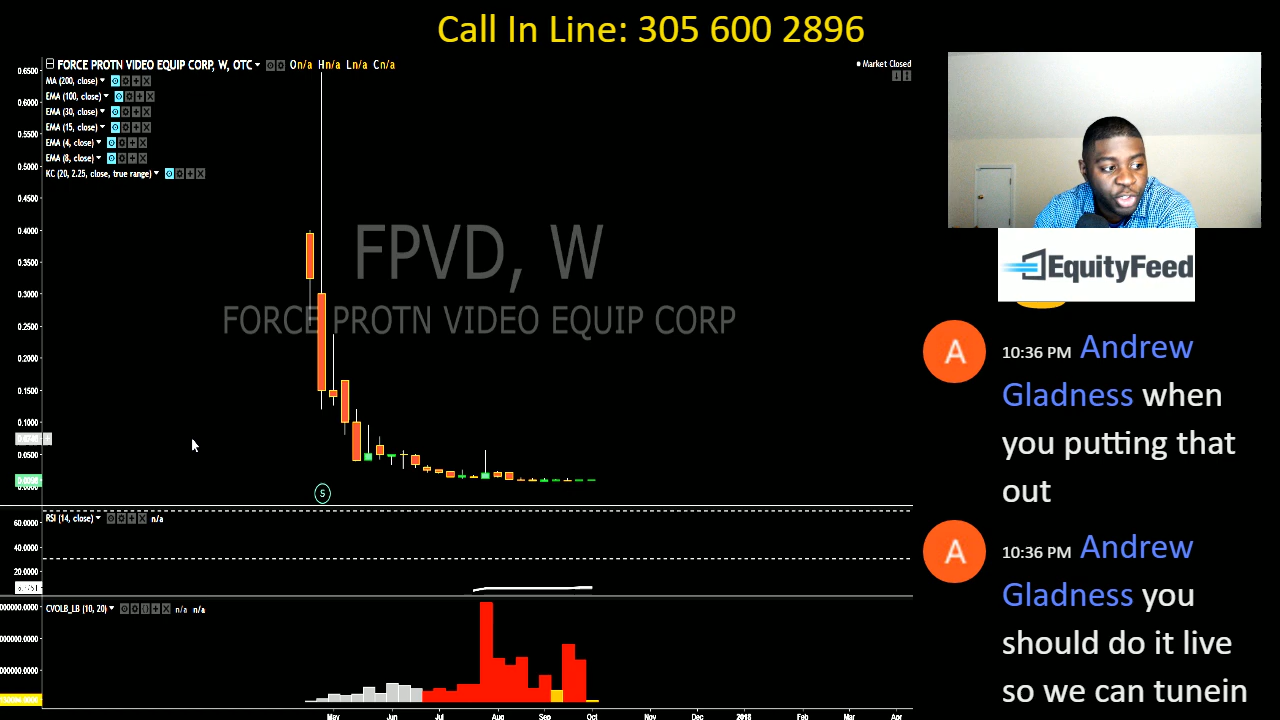 Call In Line: 305 600 2896
FORCE PROTN VIDEO EQUIP CORP, W, OTC On/a Hn/a Ln/a Cn/a
Market Closed
MA (200, close)
EMA (100, close)
EMA (30, close)
EMA (15, close)
EMA (4, close)
EMA (8, close)
KC (20, 2.25, close, true range)
0.6500
0.6000
0.5500
0.5000
0.4500
0.4000
0.3500
0.3000
0.2500
0.2000
0.1500
0.1000
0.0500
FPVD, W
FORCE PROTN VIDEO EQUIP CORP
S
RSI (14, close) n/a
60.0000
40.0000
20.0000
CVOLB_LB (10, 20) n/a n/a
May Jun Jul Aug Sep Oct Nov Dec 2018 Feb Mar Apr
EquityFeed
A
10:36 PM Andrew
Gladness when
you putting that
out
A
10:36 PM Andrew
Gladness you
should do it live
so we can tunein